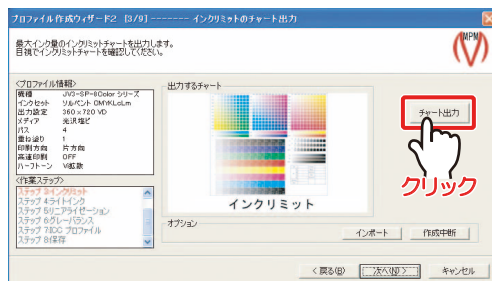 プロファイル作成ウィザード2 [3/9] ------- インクリミットのチャート出力
最大インク量のインクリミットチャートを出力します。
目視でインクリミットチャートを確認してください。
MPM
<プロファイル情報>
機種 JV3-SP-8Color シリーズ
インクセット ソルベント CMYKLcLm
出力設定 360 x 720 VD
メディア 光沢塩ビ
パス 4
重ね塗り 1
印刷方向 片方向
高速印刷 OFF
ハーフトーン V拡散
<作業ステップ>
ステップ 3:インクリミット
ステップ 4:ライトインク
ステップ 5:リニアライゼーション
ステップ 6:グレーバランス
ステップ 7:ICC プロファイル
ステップ 8:保存
出力するチャート
インクリミット
チャート出力
クリック
オプション
インポート
作成中断
< 戻る(B)
次へ(N) >
キャンセル